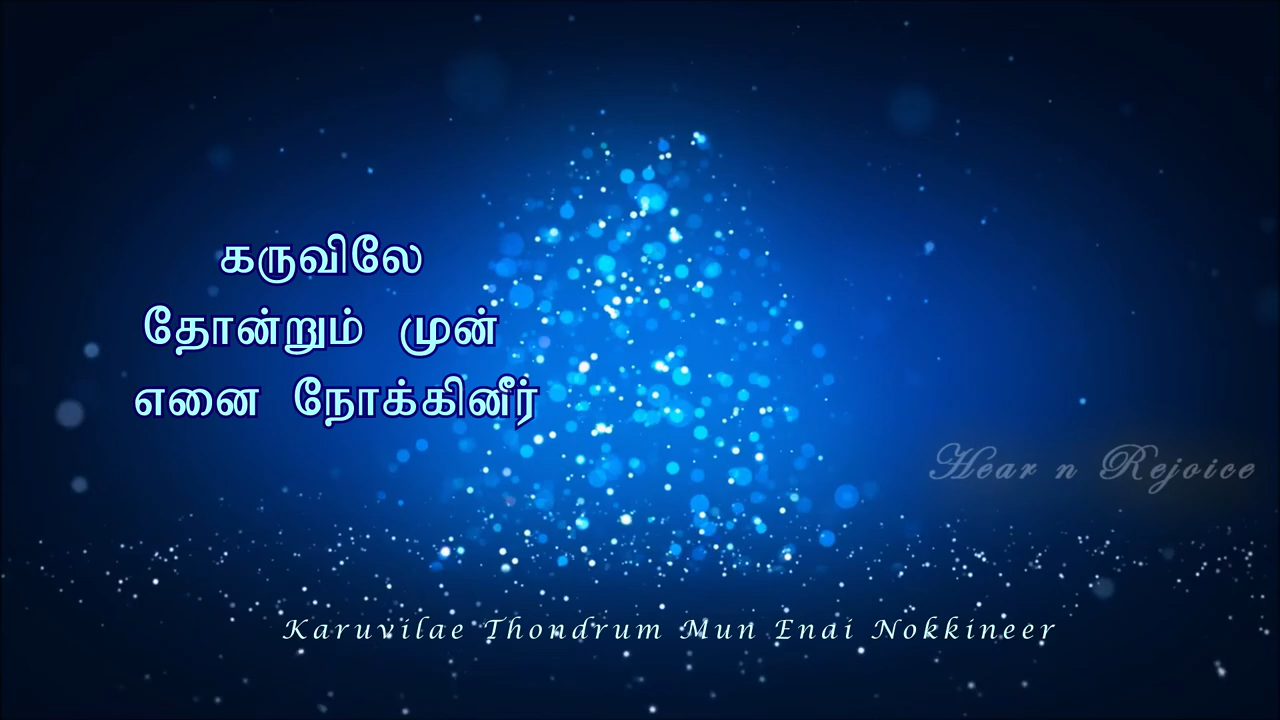 கருவிலே
தோன்றும் முன்
எனை நோக்கினீர்
Hear n Rejoice
Karuvilae Thondrum Mun Enai Nokkineer